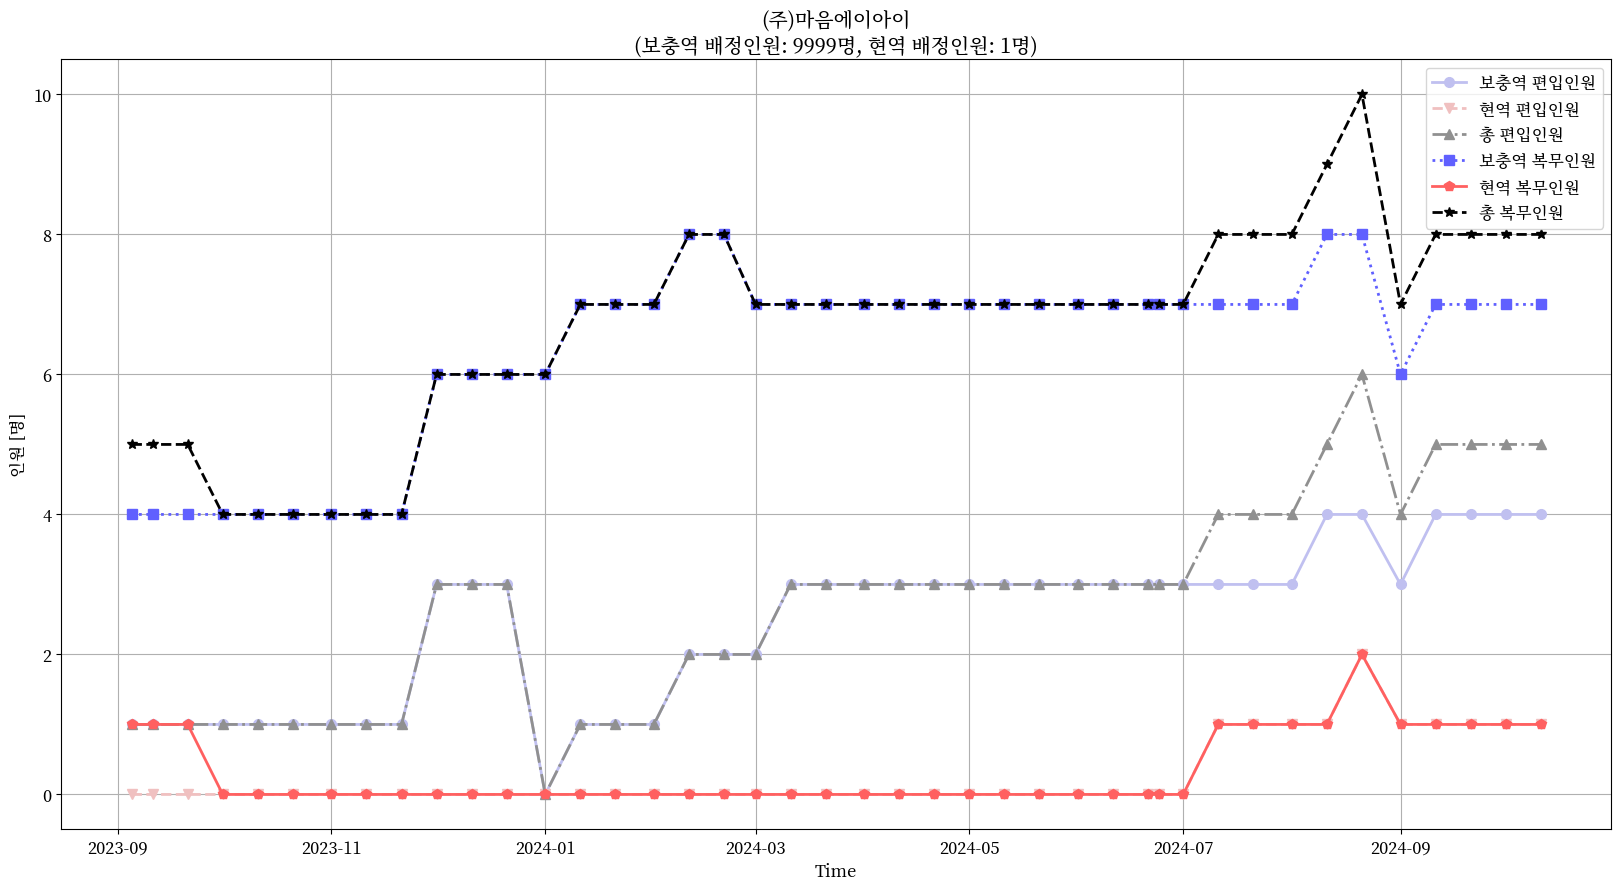 (주)마음에이아이
(보충역 배정인원: 9999명, 현역 배정인원: 1명)
보충역 편입인원
현역 편입인원
총 편입인원
보충역 복무인원
현역 복무인원
총 복무인원
10
8
6
4
2
0
인원 [명]
2023-09 2023-11 2024-01 2024-03 2024-05 2024-07 2024-09
Time